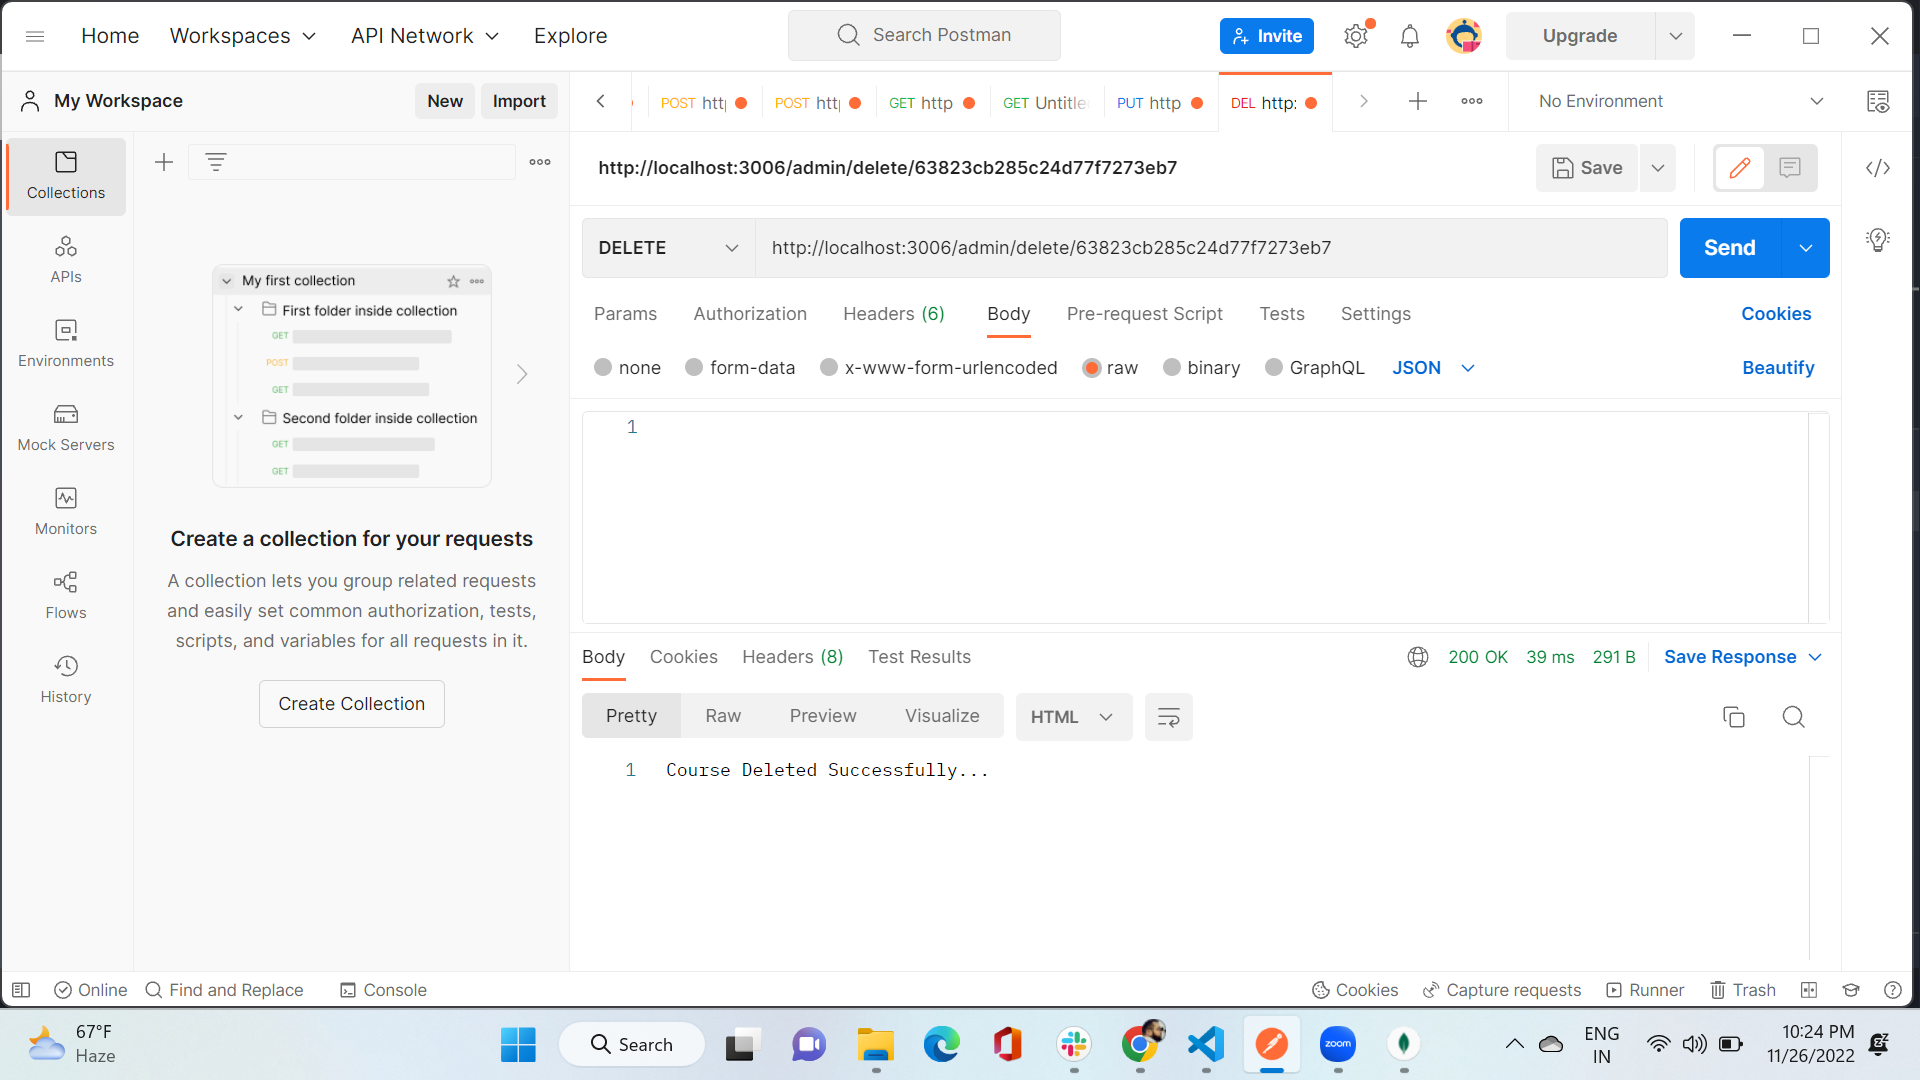 Home
Workspaces
API Network
Explore
Search Postman
Invite
Upgrade
My Workspace
New
Import
POST
POST
GET http
GET
PUT http
DEL http:
No Environment
http://localhost:3006/admin/delete/63823cb285c24d77f7273eb7
Save
Collections
APIs
Environments
Mock Servers
Monitors
Flows
History
My first collection
First folder inside collection
GET
POST
GET
Second folder inside collection
GET
GET
Create a collection for your requests
A collection lets you group related requests
and easily set common authorization, tests,
scripts, and variables for all requests in it.
Create Collection
DELETE
http://localhost:3006/admin/delete/63823cb285c24d77f7273eb7
Send
Params
Authorization
Headers (6)
Body
Pre-request Script
Tests
Settings
Cookies
none
form-data
x-www-form-urlencoded
raw
binary
GraphQL
JSON
Beautify
1
Body
Cookies
Headers (8)
Test Results
200 OK
39 ms
291 B
Save Response
Pretty
Raw
Preview
Visualize
HTML
1 Course Deleted Successfully...
Online
Find and Replace
Console
Cookies
Capture requests
Runner
Trash
67°F
Haze
Search
zoom
ENG
IN
10:24 PM
11/26/2022